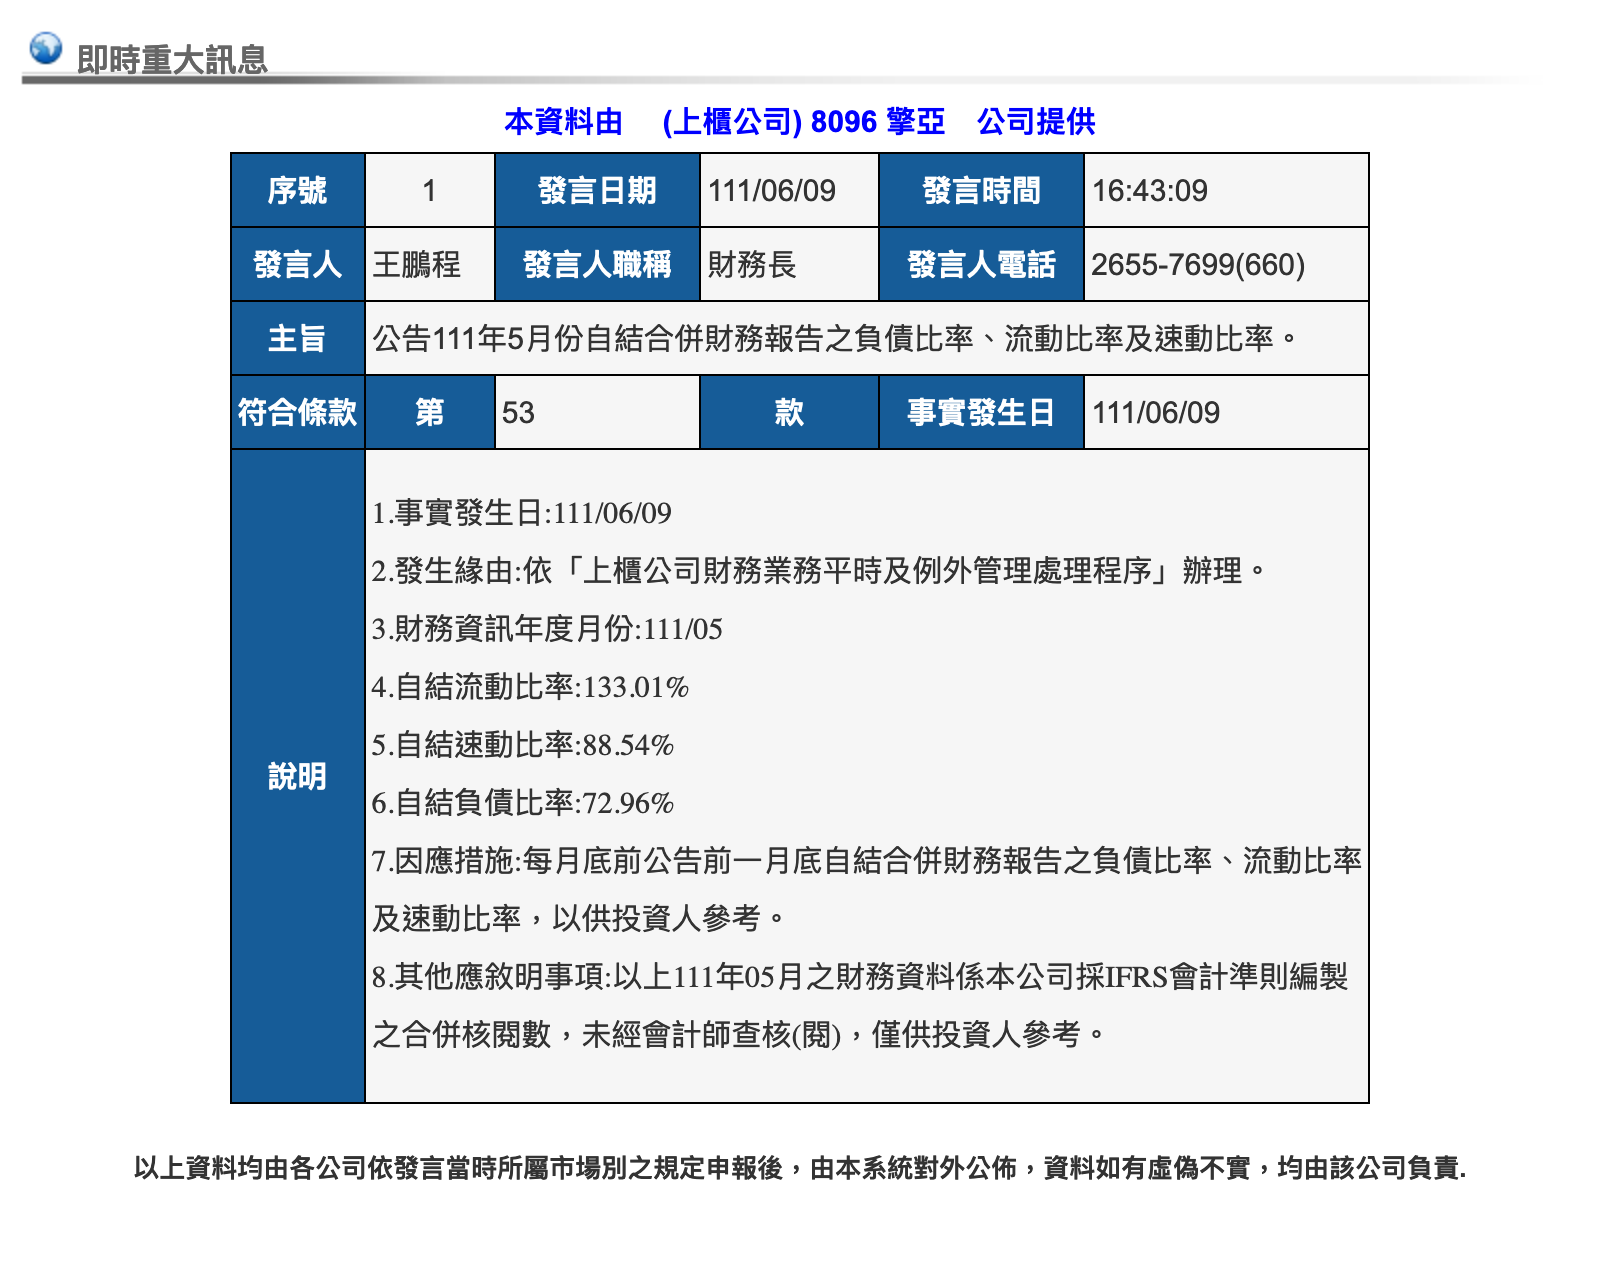 即時重大訊息
本資料由　(上櫃公司) 8096 擎亞　公司提供
序號 1 發言日期 111/06/09 發言時間 16:43:09
發言人 王鵬程 發言人職稱 財務長 發言人電話 2655-7699(660)
主旨 公告111年5月份自結合併財務報告之負債比率、流動比率及速動比率。
符合條款 第 53 款 事實發生日 111/06/09
說明
1.事實發生日:111/06/09
2.發生緣由:依「上櫃公司財務業務平時及例外管理處理程序」辦理。
3.財務資訊年度月份:111/05
4.自結流動比率:133.01%
5.自結速動比率:88.54%
6.自結負債比率:72.96%
7.因應措施:每月底前公告前一月底自結合併財務報告之負債比率、流動比率
及速動比率，以供投資人參考。
8.其他應敘明事項:以上111年05月之財務資料係本公司採IFRS會計準則編製
之合併核閱數，未經會計師查核(閱)，僅供投資人參考。
以上資料均由各公司依發言當時所屬市場別之規定申報後，由本系統對外公佈，資料如有虛偽不實，均由該公司負責.